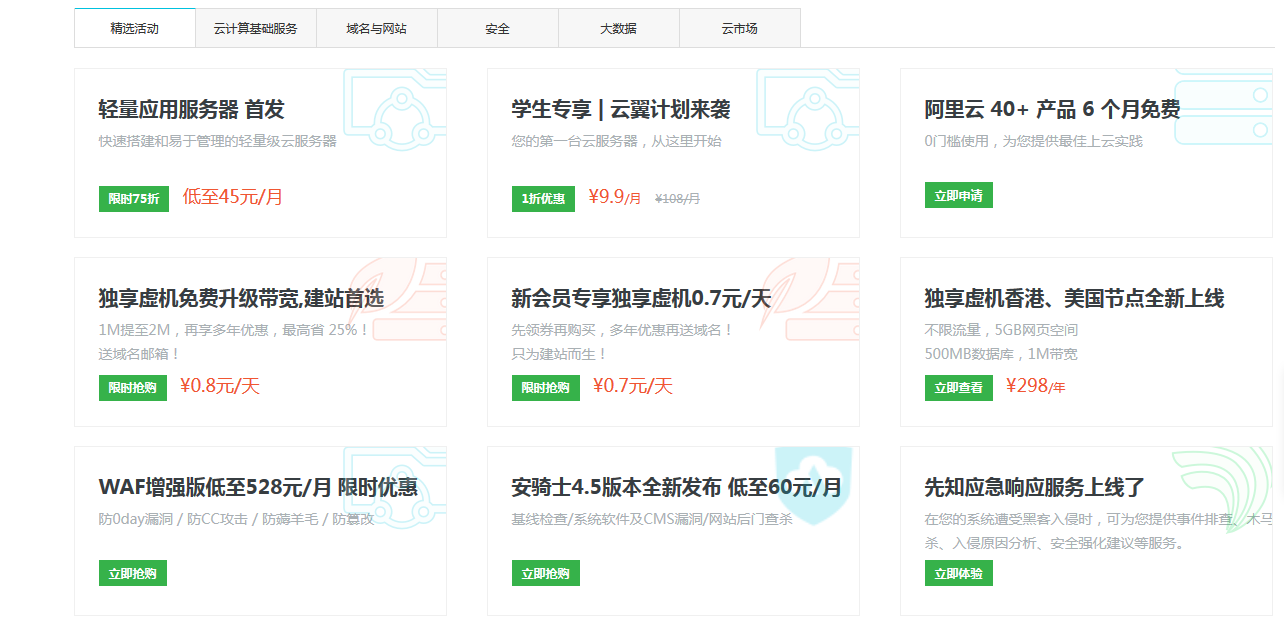 精选活动
云计算基础服务
域名与网站
安全
大数据
云市场
轻量应用服务器 首发
快速搭建和易于管理的轻量级云服务器
限时75折 低至45元/月
学生专享 | 云翼计划来袭
您的第一台云服务器，从这里开始
1折优惠 ¥9.9/月 ¥108/月
阿里云 40+ 产品 6 个月免费
0门槛使用，为您提供最佳上云实践
立即申请
独享虚机免费升级带宽,建站首选
1M提至2M，再享多年优惠，最高省 25%！
送域名邮箱！
限时抢购 ¥0.8元/天
新会员专享独享虚机0.7元/天
先领券再购买，多年优惠再送域名！
只为建站而生！
限时抢购 ¥0.7元/天
独享虚机香港、美国节点全新上线
不限流量，5GB网页空间
500MB数据库，1M带宽
立即查看 ¥298/年
WAF增强版低至528元/月 限时优惠
防0day漏洞 / 防CC攻击 / 防薅羊毛 / 防篡改
立即抢购
安骑士4.5版本全新发布 低至60元/月
基线检查/系统软件及CMS漏洞/网站后门查杀
立即抢购
先知应急响应服务上线了
在您的系统遭受黑客入侵时，可为您提供事件排查、木马
杀、入侵原因分析、安全强化建议等服务。
立即体验